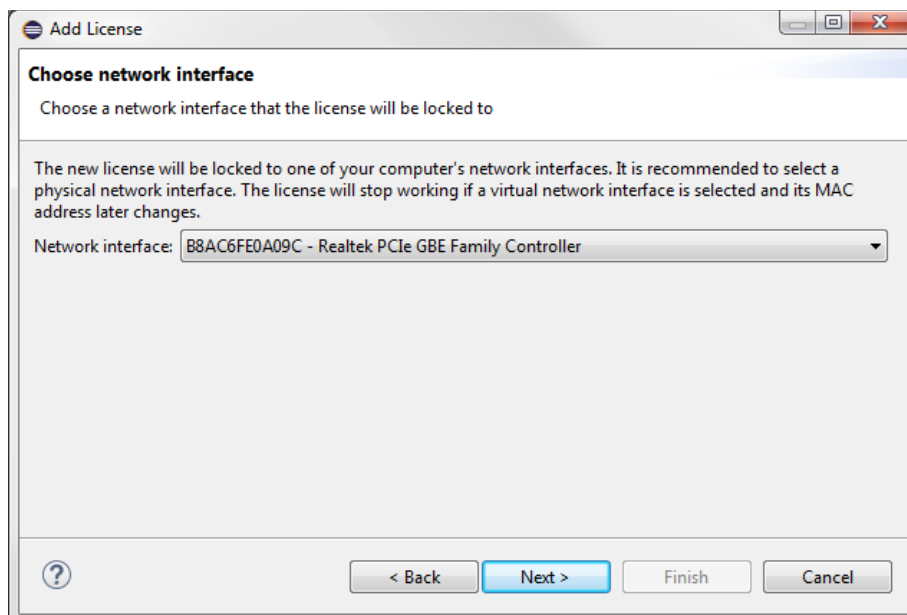 Add License
Choose network interface
Choose a network interface that the license will be locked to
The new license will be locked to one of your computer's network interfaces. It is recommended to select a
physical network interface. The license will stop working if a virtual network interface is selected and its MAC
address later changes.
Network interface: B8AC6FE0A09C - Realtek PCIe GBE Family Controller
? < Back Next > Finish Cancel